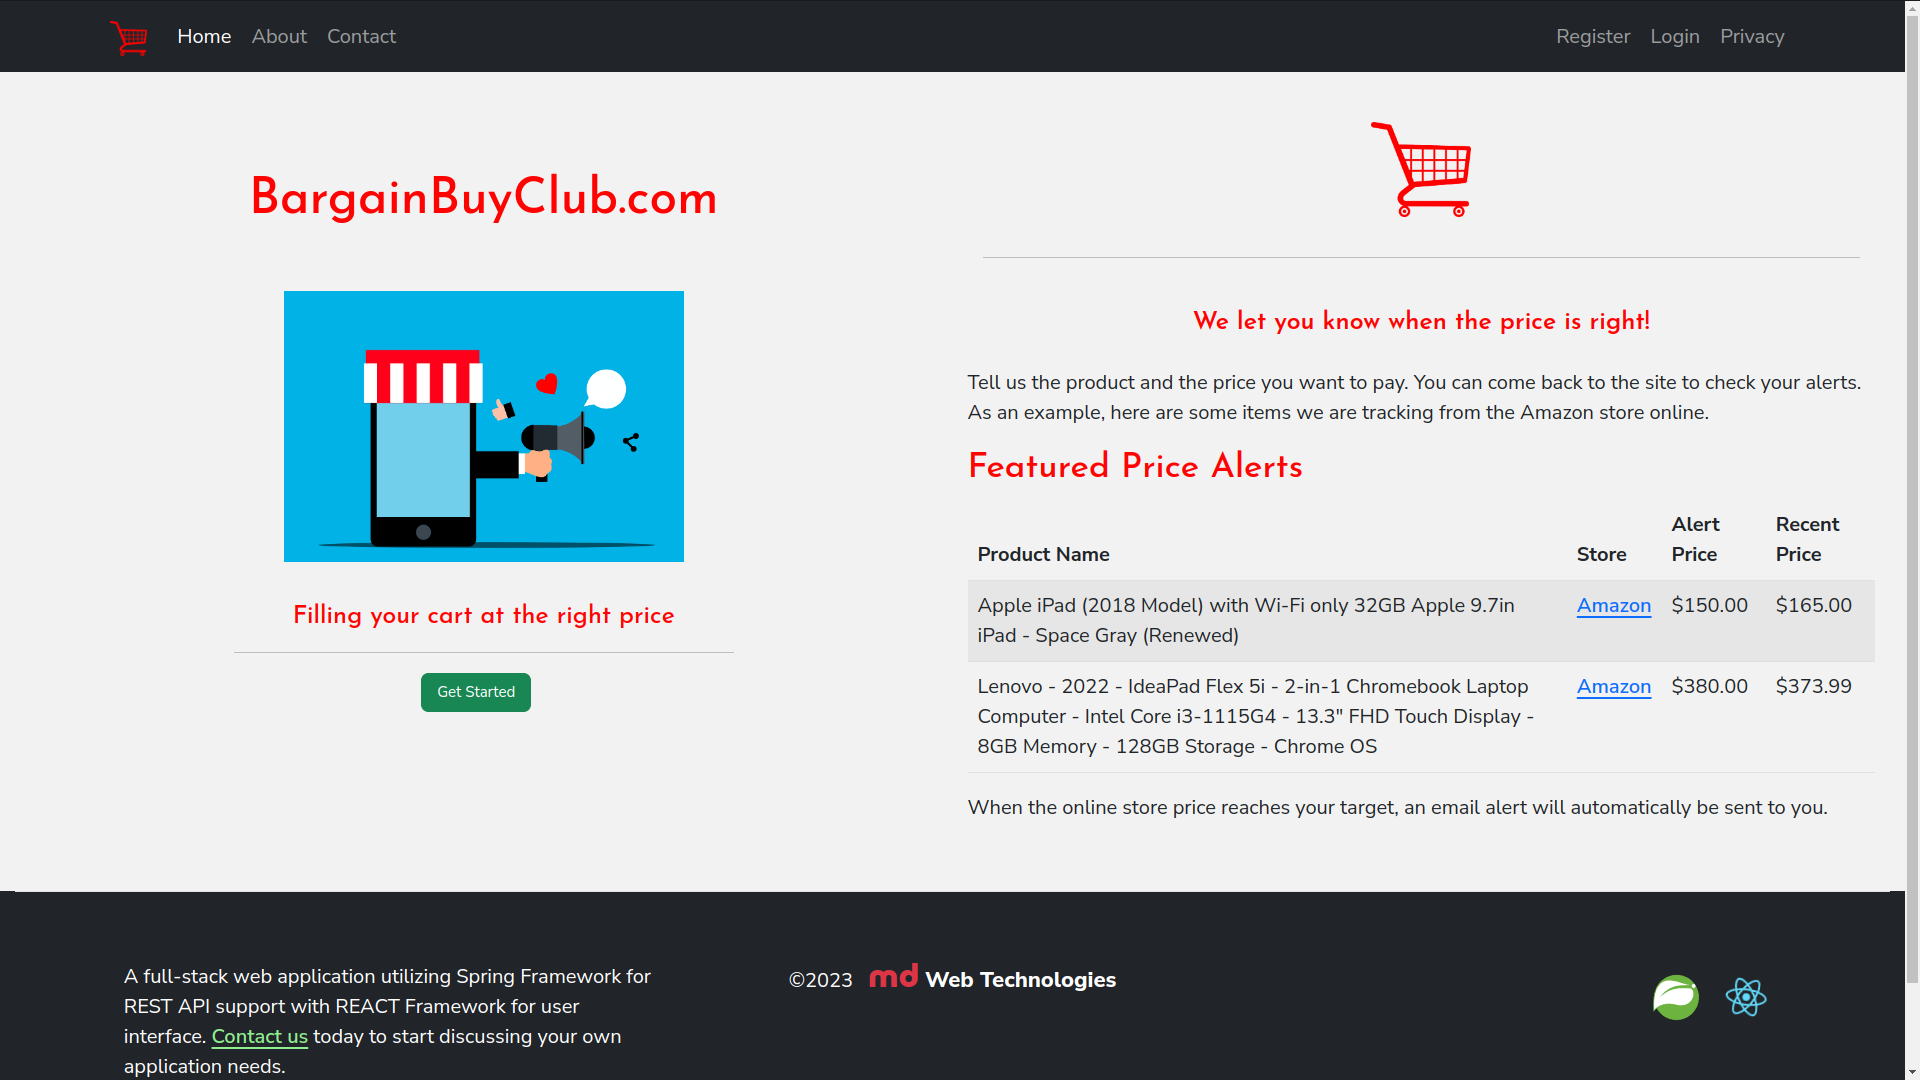 Home About Contact Register Login Privacy
BargainBuyClub.com
Filling your cart at the right price
Get Started
We let you know when the price is right!
Tell us the product and the price you want to pay. You can come back to the site to check your alerts.
As an example, here are some items we are tracking from the Amazon store online.
Featured Price Alerts
Product Name Store Alert Price Recent Price
Apple iPad (2018 Model) with Wi-Fi only 32GB Apple 9.7in Amazon $150.00 $165.00
iPad - Space Gray (Renewed)
Lenovo - 2022 - IdeaPad Flex 5i - 2-in-1 Chromebook Laptop Amazon $380.00 $373.99
Computer - Intel Core i3-1115G4 - 13.3" FHD Touch Display -
8GB Memory - 128GB Storage - Chrome OS
When the online store price reaches your target, an email alert will automatically be sent to you.
A full-stack web application utilizing Spring Framework for
REST API support with REACT Framework for user
interface. Contact us today to start discussing your own
application needs.
©2023 md Web Technologies